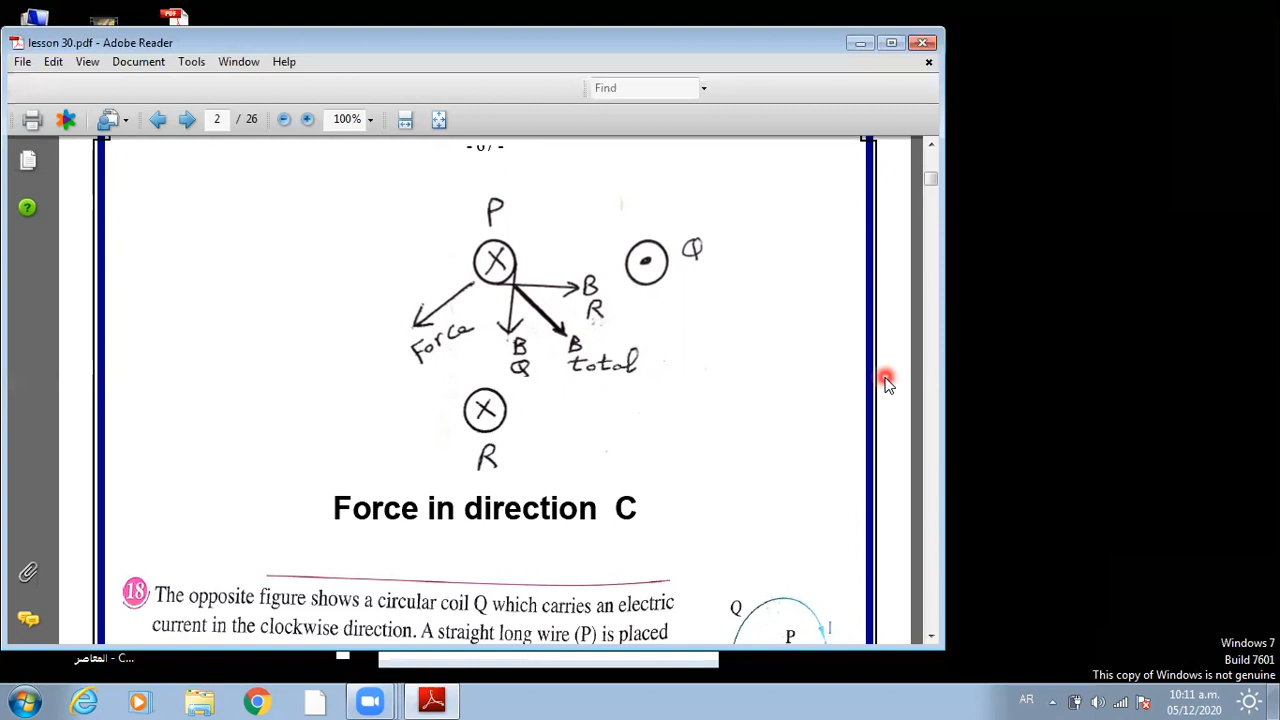 lesson 30.pdf - Adobe Reader
File Edit View Document Tools Window Help
Find
2 / 26 100%
P
X
Q
B
R
Force
B
Q
B
total
X
R
Force in direction C
18 The opposite figure shows a circular coil Q which carries an electric
current in the clockwise direction. A straight long wire (P) is placed
Q
P
I
المعاصر - C...
Windows 7
Build 7601
This copy of Windows is not genuine
AR
10:11 a.m.
05/12/2020